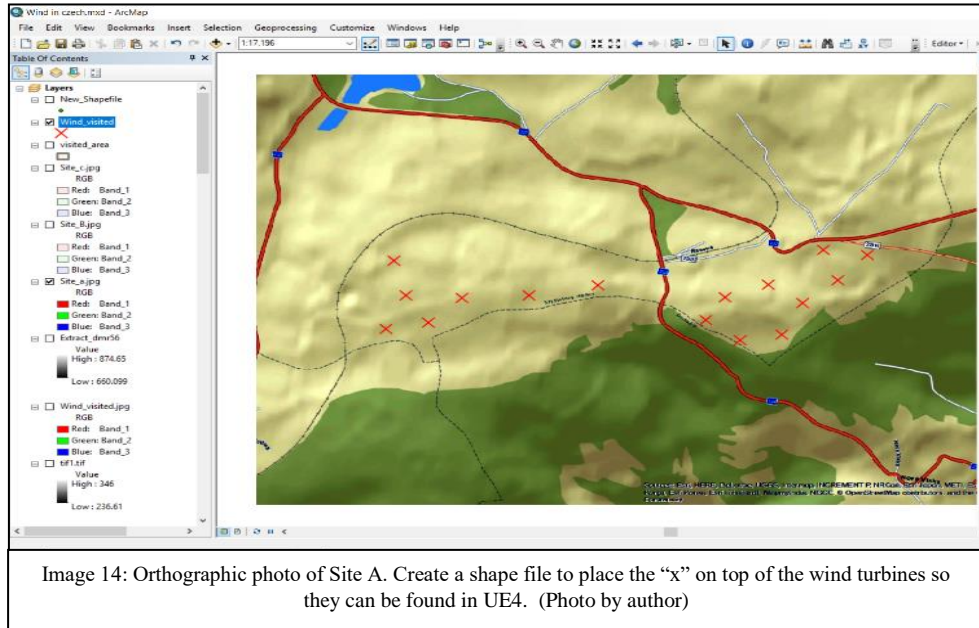 Wind in czech.mxd - ArcMap
File Edit View Bookmarks Insert Selection Geoprocessing Customize Windows Help
1:17,196
Editor
Table Of Contents
Layers
New_Shapefile
Wind_visited
visited_area
Site_c.jpg
RGB
Red: Band_1
Green: Band_2
Blue: Band_3
Site_B.jpg
RGB
Red: Band_1
Green: Band_2
Blue: Band_3
Site_a.jpg
RGB
Red: Band_1
Green: Band_2
Blue: Band_3
Extract_dmr56
Value
High : 874.65
Low : 660.099
Wind_visited.jpg
RGB
Red: Band_1
Green: Band_2
Blue: Band_3
tif1.tif
Value
High : 346
Low : 236.61
Image 14: Orthographic photo of Site A. Create a shape file to place the “x” on top of the wind turbines so
they can be found in UE4. (Photo by author)